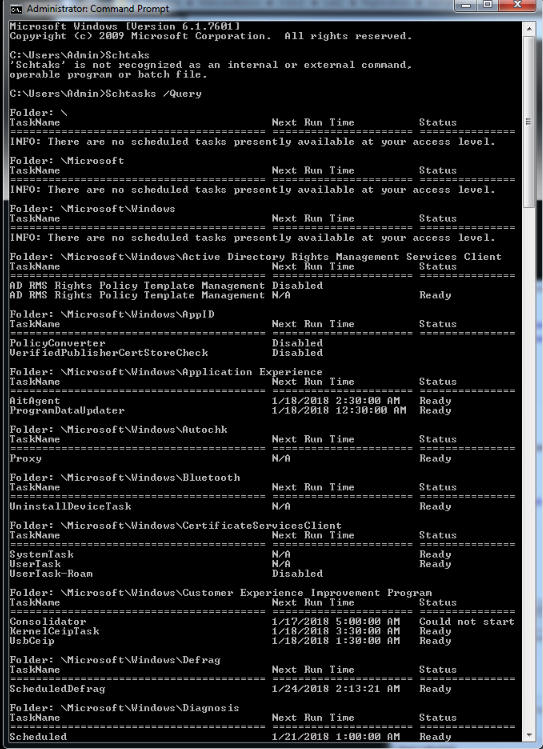 Administrator: Command Prompt
Microsoft Windows [Version 6.1.7601]
Copyright (c) 2009 Microsoft Corporation.  All rights reserved.
C:\Users\Admin>Schtaks
'Schtaks' is not recognized as an internal or external command,
operable program or batch file.
C:\Users\Admin>Schtasks /Query
Folder: \
TaskName Next Run Time Status
======================================== ====================== ===============
INFO: There are no scheduled tasks presently available at your access level.
Folder: \Microsoft
TaskName Next Run Time Status
======================================== ====================== ===============
INFO: There are no scheduled tasks presently available at your access level.
Folder: \Microsoft\Windows
TaskName Next Run Time Status
======================================== ====================== ===============
INFO: There are no scheduled tasks presently available at your access level.
Folder: \Microsoft\Windows\Active Directory Rights Management Services Client
TaskName Next Run Time Status
======================================== ====================== ===============
AD RMS Rights Policy Template Management Disabled
AD RMS Rights Policy Template Management N/A Ready
Folder: \Microsoft\Windows\AppID
TaskName Next Run Time Status
======================================== ====================== ===============
PolicyConverter Disabled
VerifiedPublisherCertStoreCheck Disabled
Folder: \Microsoft\Windows\Application Experience
TaskName Next Run Time Status
======================================== ====================== ===============
AitAgent 1/18/2018 2:30:00 AM Ready
ProgramDataUpdater 1/18/2018 12:30:00 AM Ready
Folder: \Microsoft\Windows\Autochk
TaskName Next Run Time Status
======================================== ====================== ===============
Proxy N/A Ready
Folder: \Microsoft\Windows\Bluetooth
TaskName Next Run Time Status
======================================== ====================== ===============
UninstallDeviceTask N/A Ready
Folder: \Microsoft\Windows\CertificateServicesClient
TaskName Next Run Time Status
======================================== ====================== ===============
SystemTask N/A Ready
UserTask N/A Ready
UserTask-Roam Disabled
Folder: \Microsoft\Windows\Customer Experience Improvement Program
TaskName Next Run Time Status
======================================== ====================== ===============
Consolidator 1/17/2018 5:00:00 AM Could not start
KernelCeipTask 1/18/2018 3:30:00 AM Ready
UsbCeip 1/18/2018 1:30:00 AM Ready
Folder: \Microsoft\Windows\Defrag
TaskName Next Run Time Status
======================================== ====================== ===============
ScheduledDefrag 1/24/2018 2:13:21 AM Ready
Folder: \Microsoft\Windows\Diagnosis
TaskName Next Run Time Status
======================================== ====================== ===============
Scheduled 1/21/2018 1:00:00 AM Ready